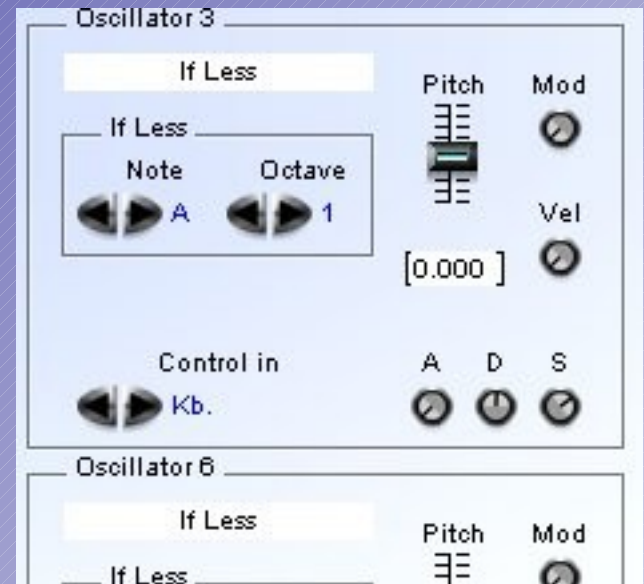 Oscillator 3
If Less
Pitch Mod
If Less
Note Octave
A 1
Vel
[0.000 ]
Control in
A D S
Kb.
Oscillator 6
If Less
Pitch Mod
If Less